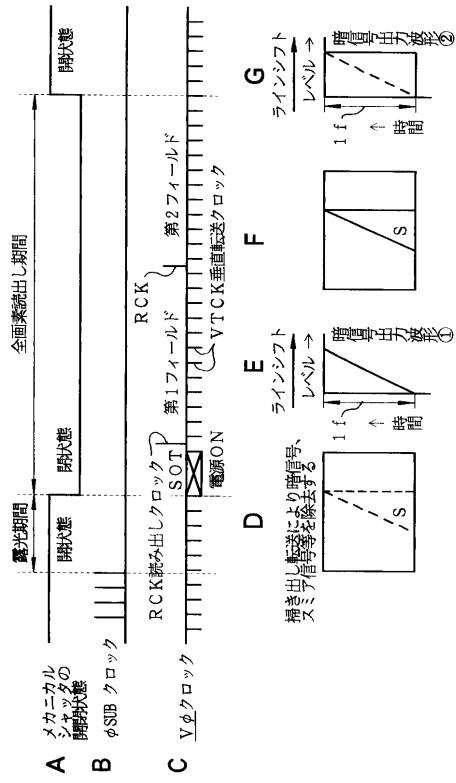 A
メカニカル
シャッタの
開閉状態
開状態
閉状態
開状態
露光期間
全画素読出し期間
B
φSUB クロック
C
Vφクロック
RCK読み出しクロック
SOT
電源ON
第1フィールド
RCK
第2フィールド
VTCK垂直転送クロック
掃き出し転送により暗信号、
スミア信号等を除去する
D
S
E
ラインシフト
レベル→
1f
↑
時
間
暗信号出力波形①
F
S
G
ラインシフト
レベル→
1f
↑
時
間
暗信号出力波形②